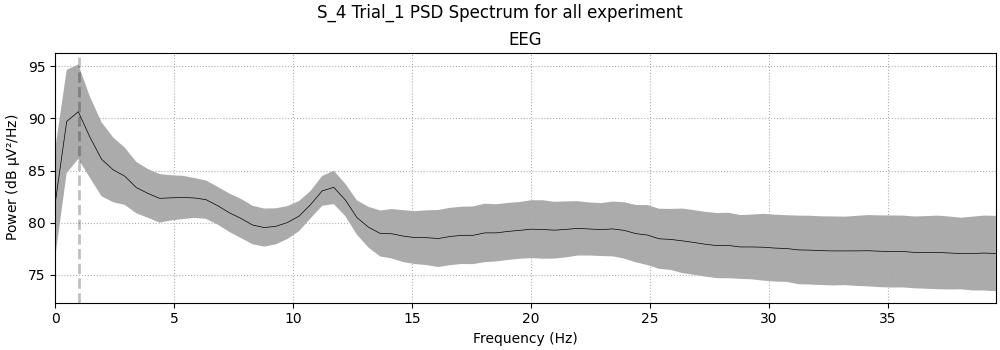 S_4 Trial_1 PSD Spectrum for all experiment
EEG
Power (dB µV²/Hz)
95
90
85
80
75
0 5 10 15 20 25 30 35
Frequency (Hz)